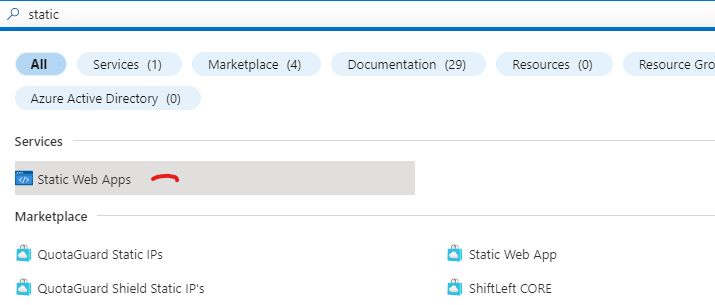 static
All Services (1) Marketplace (4) Documentation (29) Resources (0) Resource Gro
Azure Active Directory (0)
Services
Static Web Apps
Marketplace
QuotaGuard Static IPs Static Web App
QuotaGuard Shield Static IP's ShiftLeft CORE